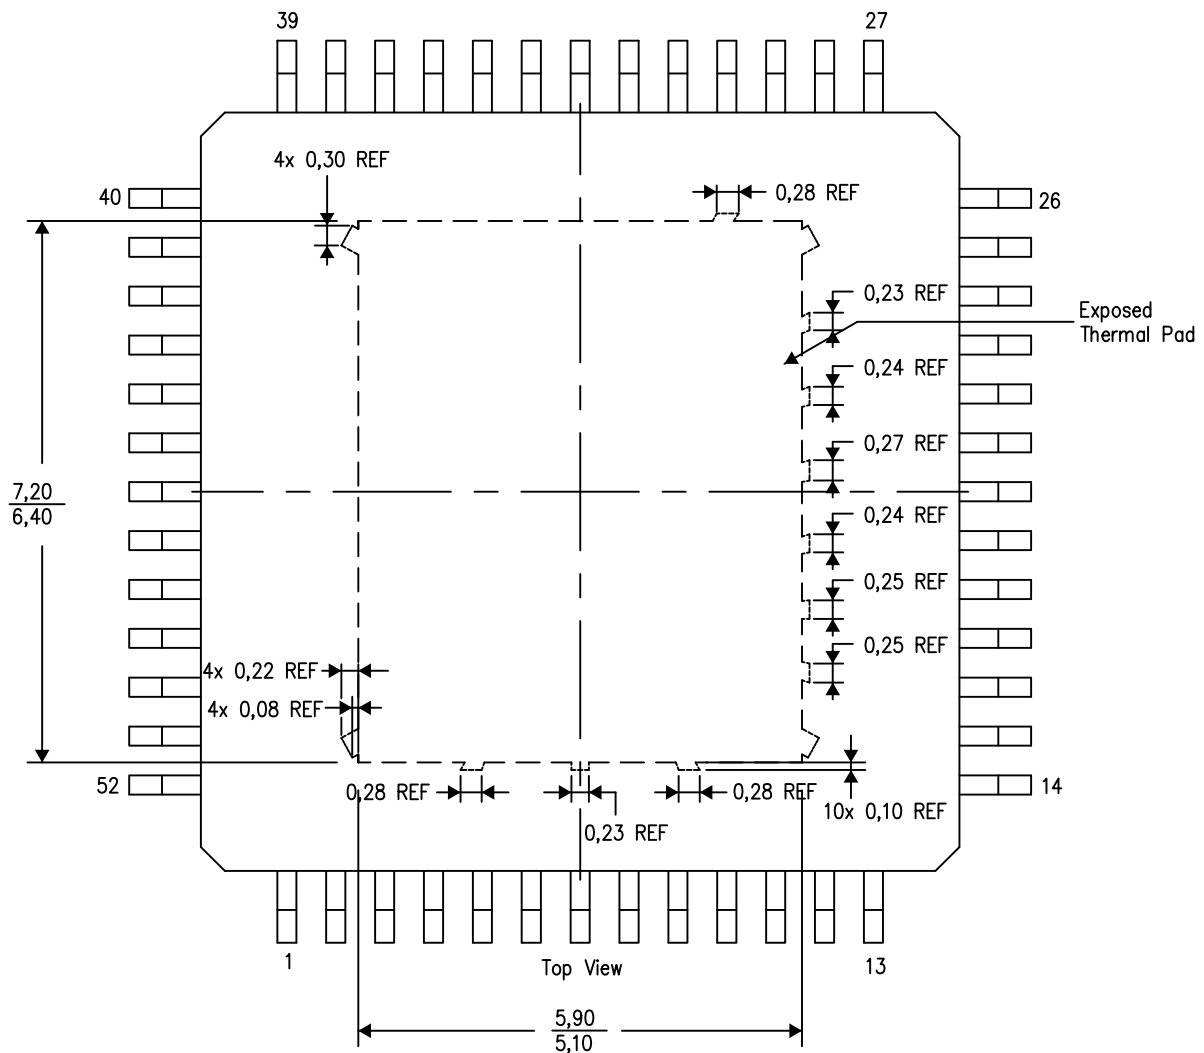 39
27
4x 0,30 REF
0,28 REF
40
26
0,23 REF
Exposed
Thermal Pad
0,24 REF
0,27 REF
7,20
6,40
0,24 REF
0,25 REF
0,25 REF
4x 0,22 REF
4x 0,08 REF
52
14
0,28 REF
0,28 REF
10x 0,10 REF
0,23 REF
1
Top View
13
5,90
5,10